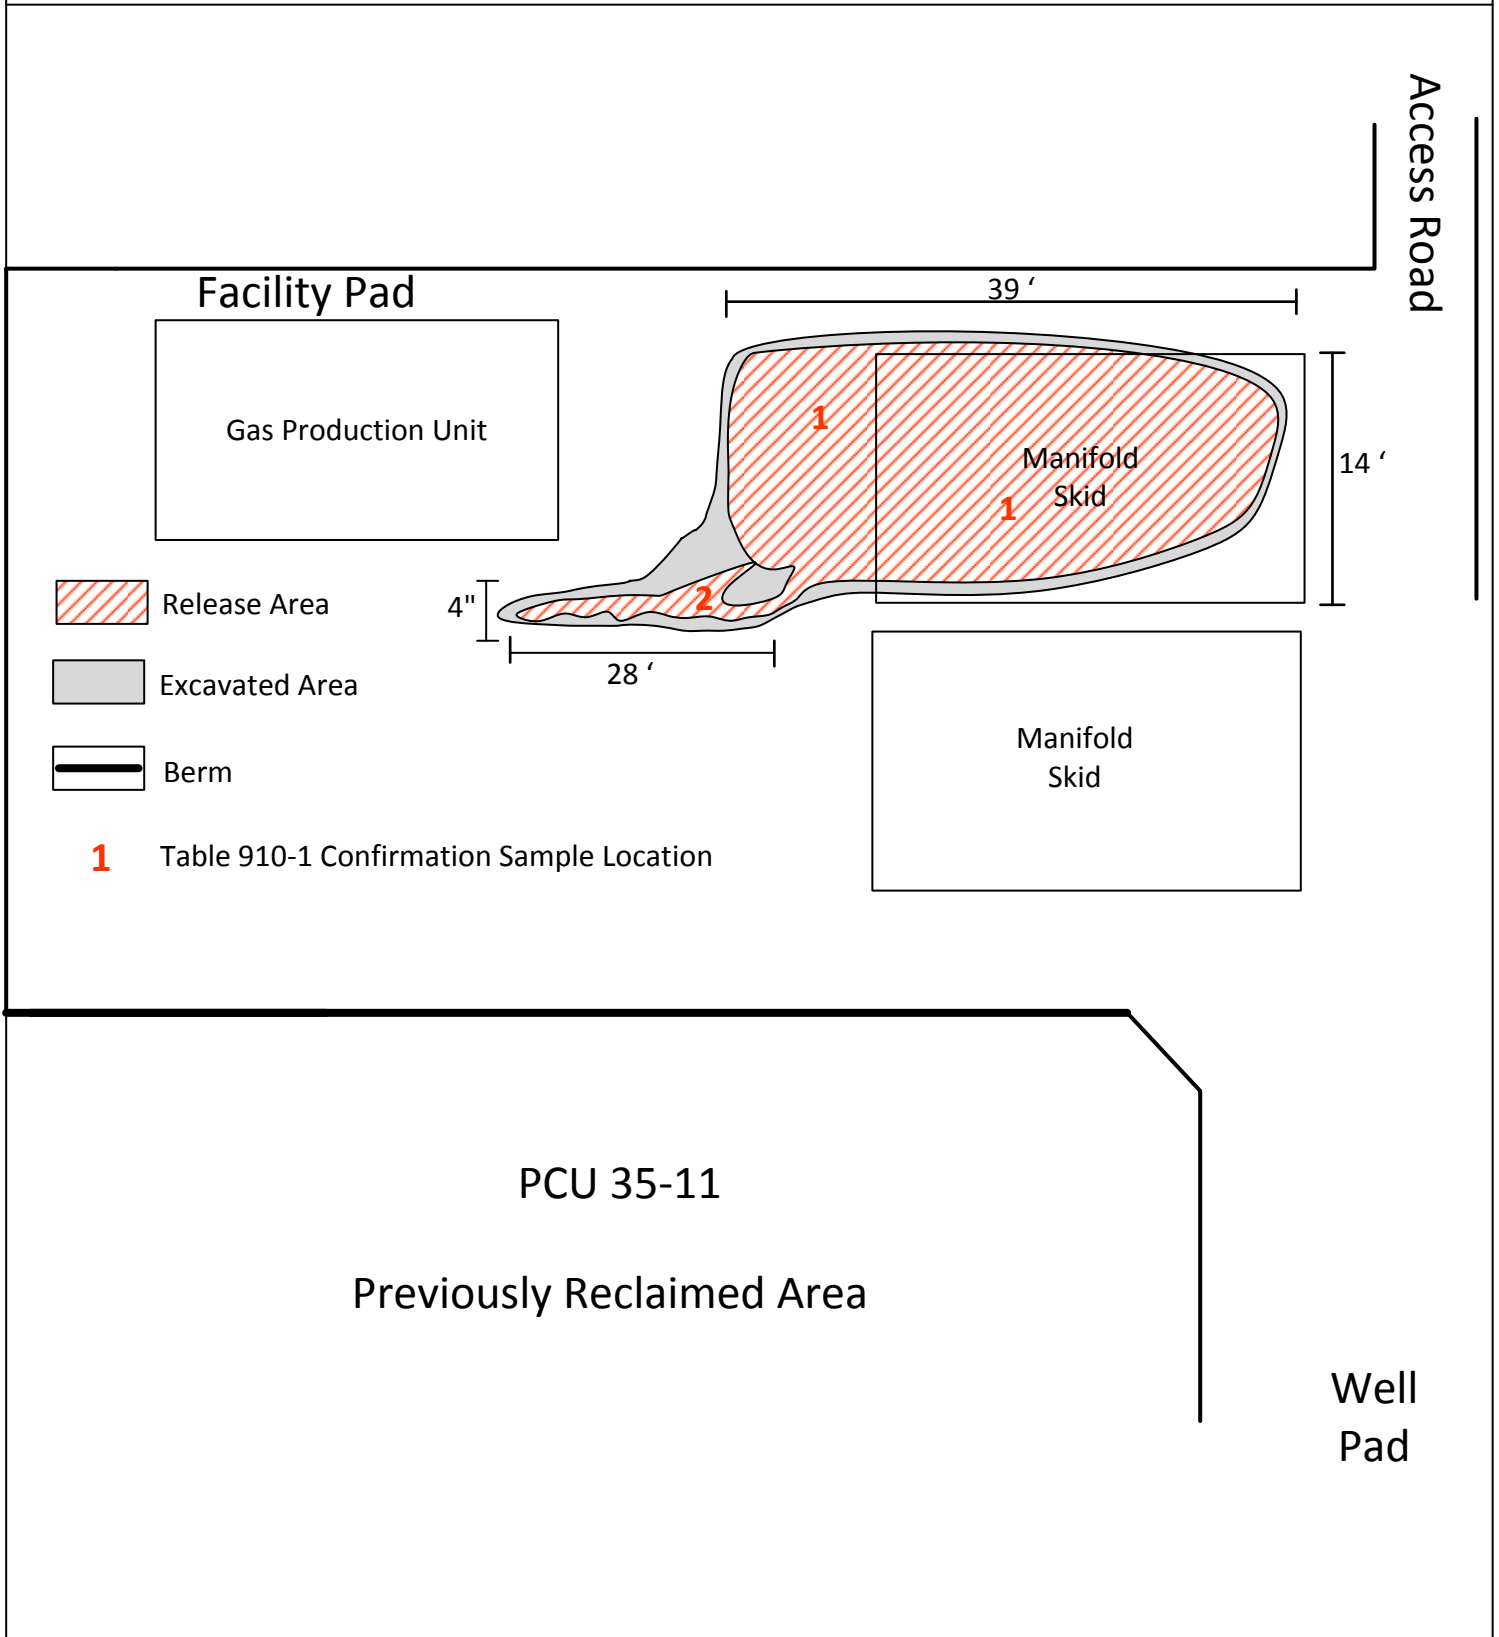 Access Road
Facility Pad
39 ‘
Gas Production Unit
1
Manifold
Skid
1
14 ‘
Release Area
4"
2
28 ‘
Excavated Area
Manifold
Skid
Berm
1 Table 910-1 Confirmation Sample Location
PCU 35-11
Previously Reclaimed Area
Well
Pad